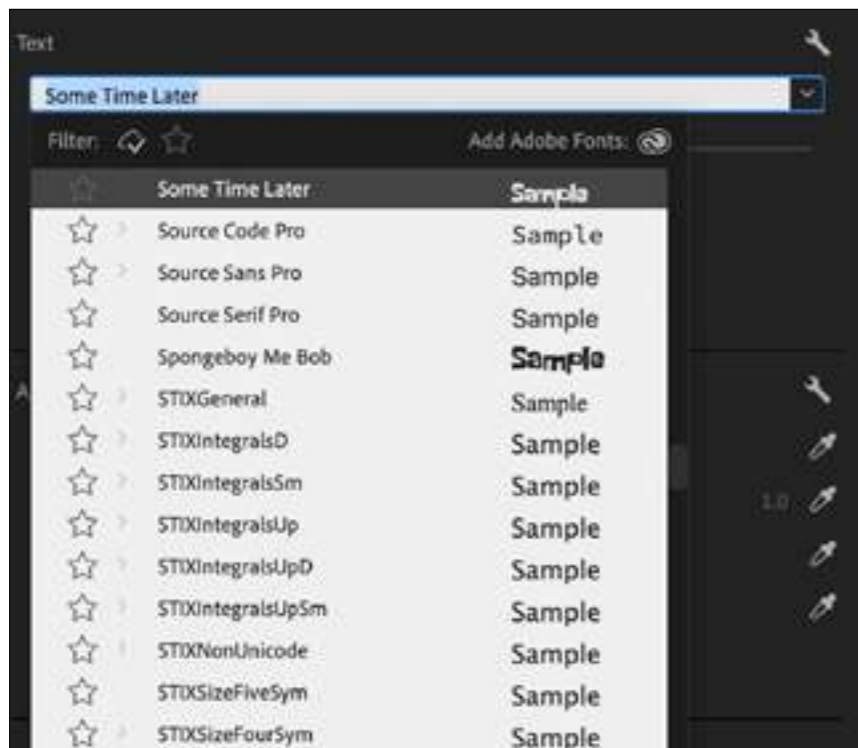 Text
Some Time Later
Filter: Add Adobe Fonts:
Some Time Later Sample
Source Code Pro Sample
Source Sans Pro Sample
Source Serif Pro Sample
Spongeboy Me Bob Sample
STIXGeneral Sample
STIXIntegralsD Sample
STIXIntegralsSm Sample
1.0
STIXIntegralsUp Sample
STIXIntegralsUpD Sample
STIXIntegralsUpSm Sample
STIXNonUnicode Sample
STIXSizeFiveSym Sample
STIXSizeFourSym Sample